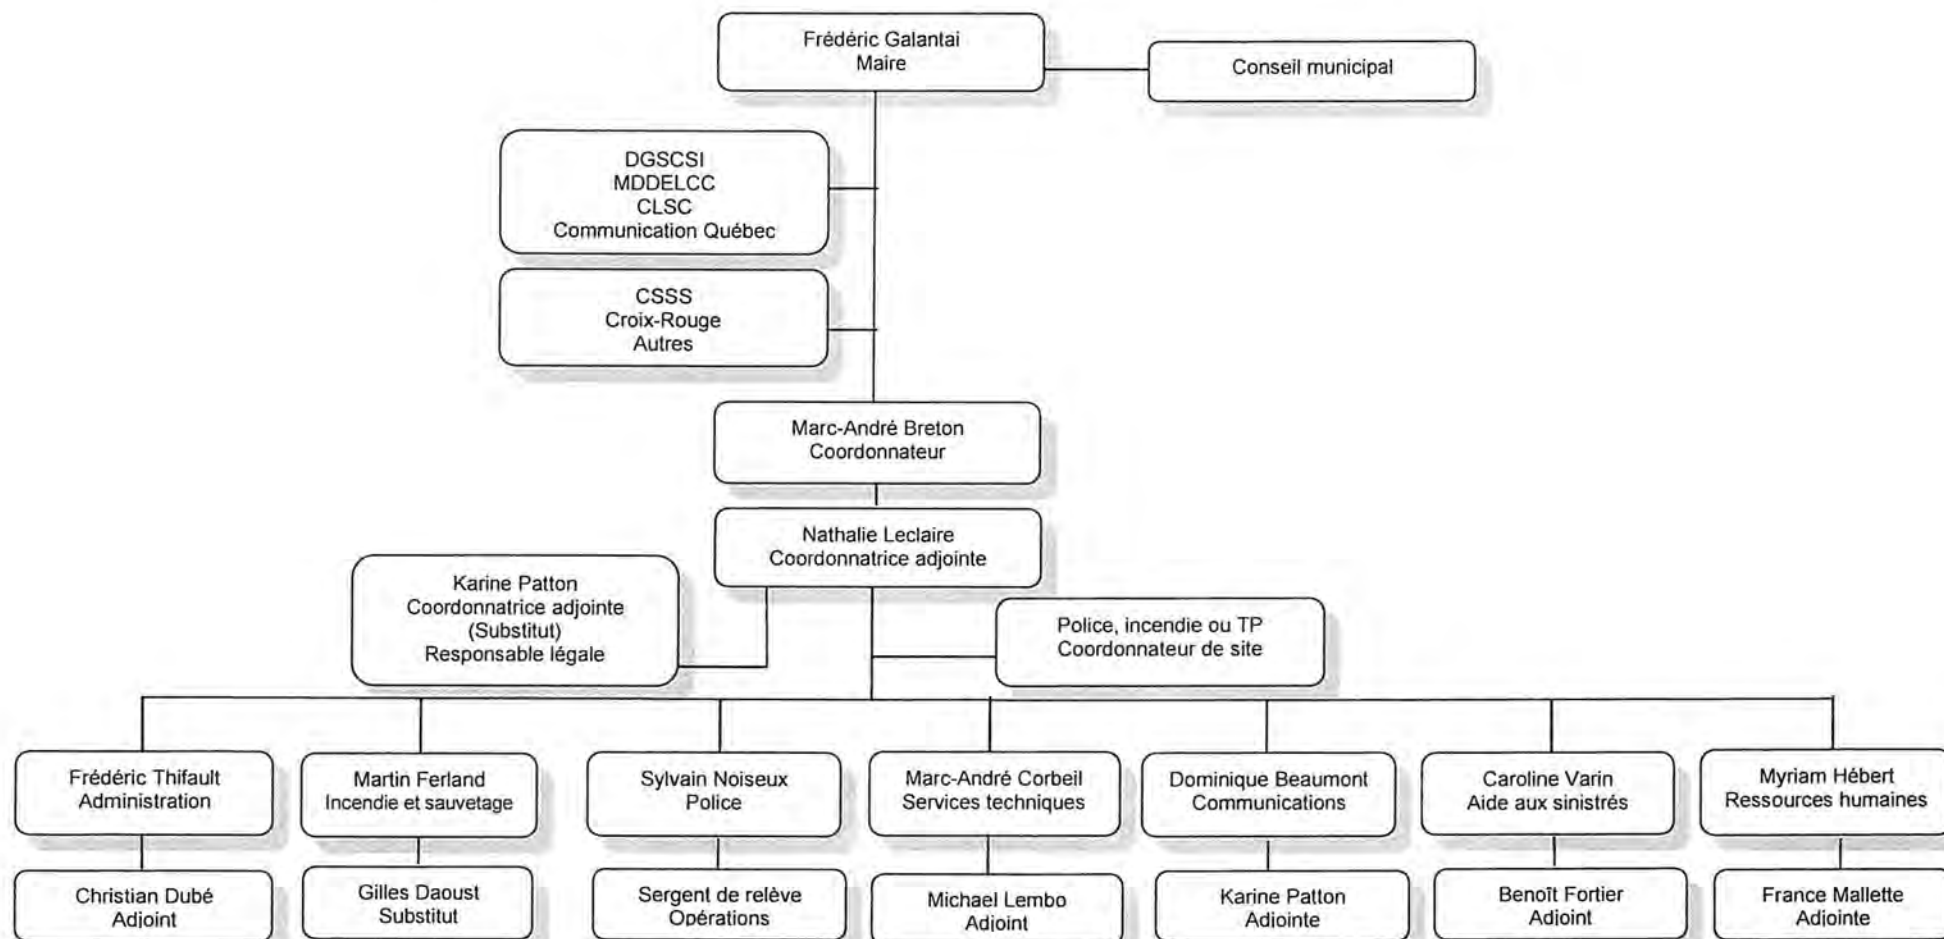 Frédéric Galantai
Maire
Conseil municipal
DGSCSI
MDDELCC
CLSC
Communication Québec
CSSS
Croix-Rouge
Autres
Marc-André Breton
Coordonnateur
Nathalie Leclaire
Coordonnatrice adjointe
Karine Patton
Coordonnatrice adjointe
(Substitut)
Responsable légale
Police, incendie ou TP
Coordonnateur de site
Frédéric Thifault
Administration
Martin Ferland
Incendie et sauvetage
Sylvain Noiseux
Police
Marc-André Corbeil
Services techniques
Dominique Beaumont
Communications
Caroline Varin
Aide aux sinistrés
Myriam Hébert
Ressources humaines
Christian Dubé
Adjoint
Gilles Daoust
Substitut
Sergent de relève
Opérations
Michael Lembo
Adjoint
Karine Patton
Adjointe
Benoît Fortier
Adjoint
France Mallette
Adjointe